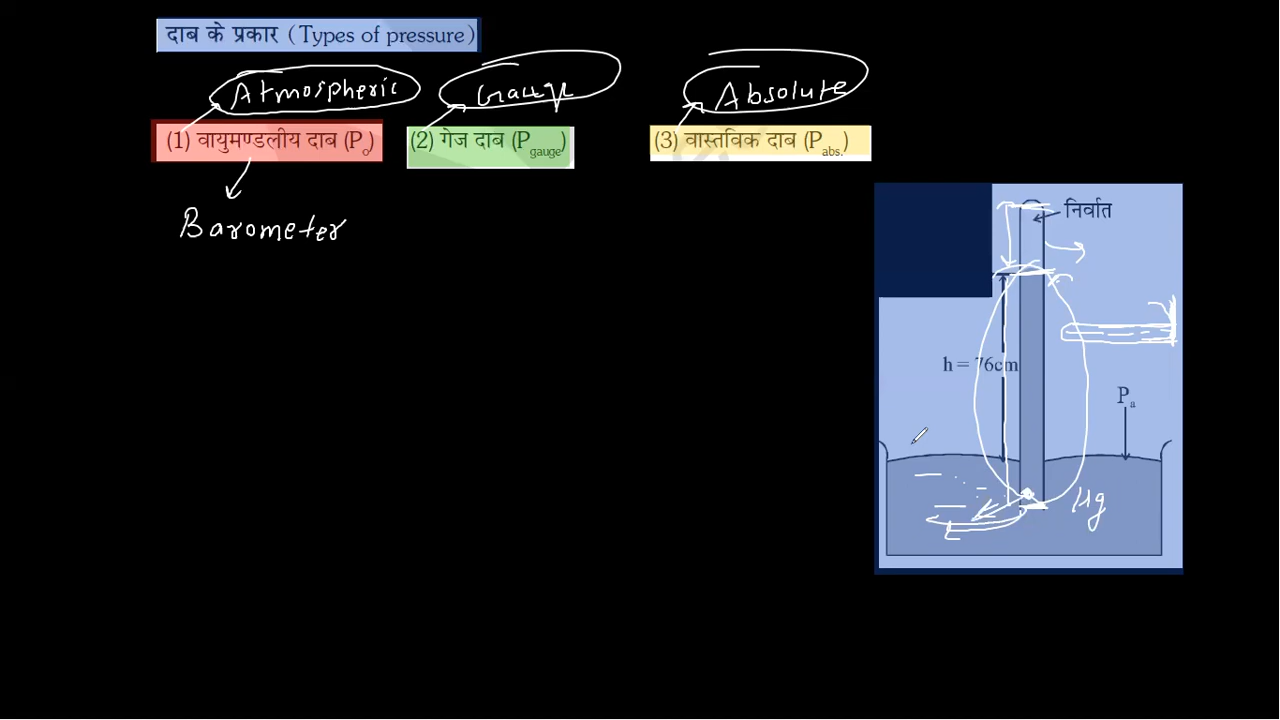 दाब के प्रकार (Types of pressure)
Atmospheric Gauge Absolute
(1) वायुमण्डलीय दाब (P₀) (2) गेज दाब (P gauge) (3) वास्तविक दाब (P abs.)
Barometer
निर्वात
h = 76cm
Pa
Hg